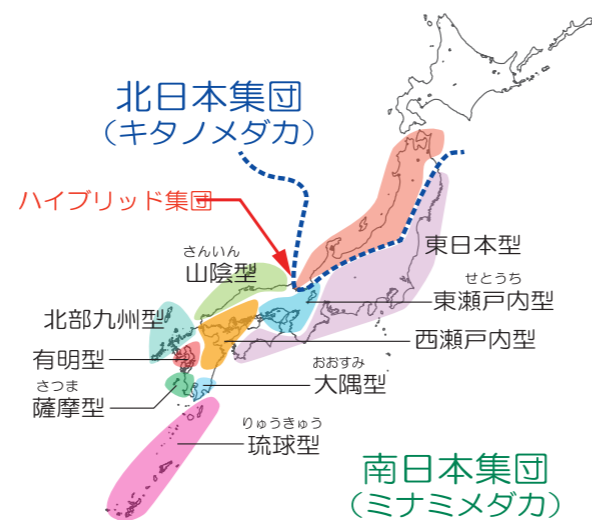 北日本集団
（キタノメダカ）
ハイブリッド集団
さんいん
山陰型
東日本型
せとうち
東瀬戸内型
北部九州型
西瀬戸内型
有明型
おおすみ
大隅型
さつま
薩摩型
りゅうきゅう
琉球型
南日本集団
（ミナミメダカ）